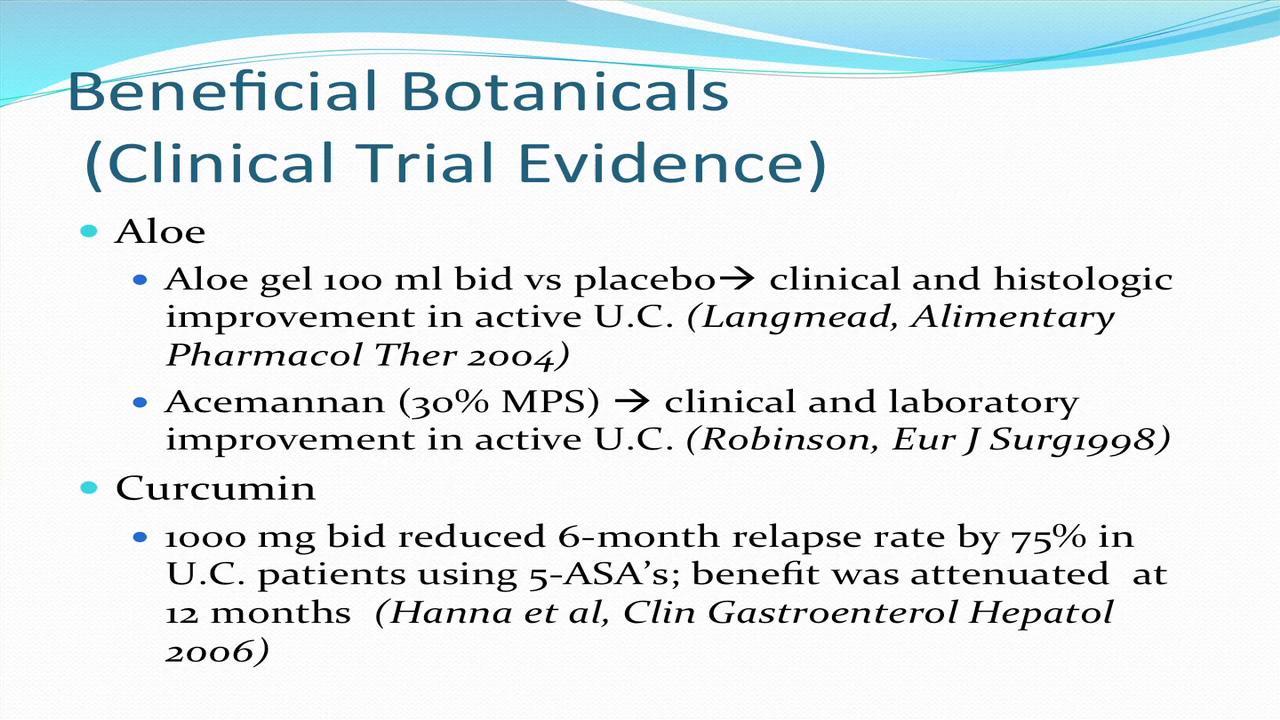 Beneficial Botanicals
(Clinical Trial Evidence)
• Aloe
• Aloe gel 100 ml bid vs placebo→ clinical and histologic
improvement in active U.C. (Langmead, Alimentary
Pharmacol Ther 2004)
• Acemannan (30% MPS) → clinical and laboratory
improvement in active U.C. (Robinson, Eur J Surg1998)
• Curcumin
• 1000 mg bid reduced 6-month relapse rate by 75% in
U.C. patients using 5-ASA’s; benefit was attenuated  at
12 months  (Hanna et al, Clin Gastroenterol Hepatol
2006)